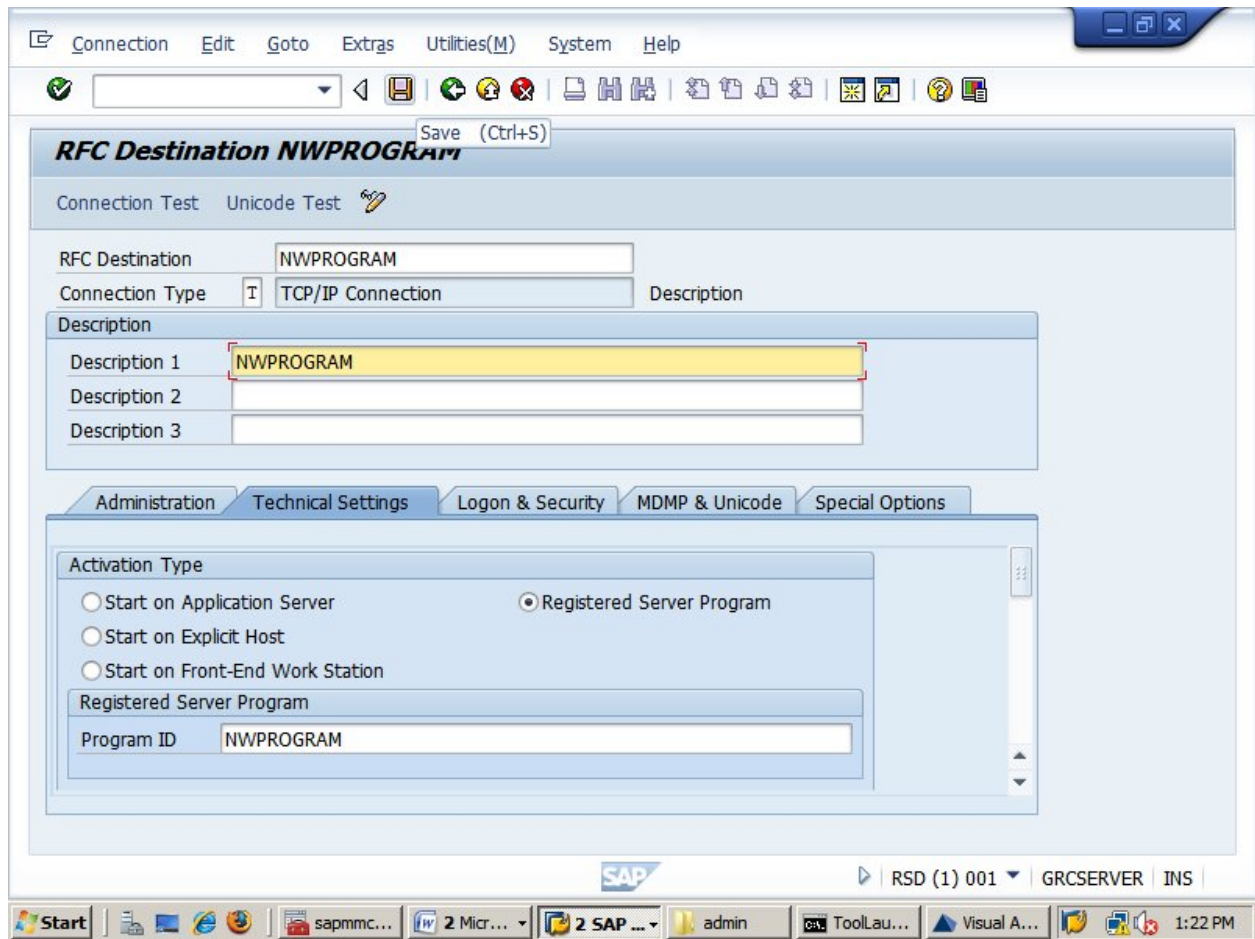 Connection Edit Goto Extras Utilities(M) System Help
Save (Ctrl+S)
RFC Destination NWPROGRAM
Connection Test Unicode Test
RFC Destination NWPROGRAM
Connection Type T TCP/IP Connection Description
Description
Description 1 NWPROGRAM
Description 2
Description 3
Administration Technical Settings Logon & Security MDMP & Unicode Special Options
Activation Type
Start on Application Server Registered Server Program
Start on Explicit Host
Start on Front-End Work Station
Registered Server Program
Program ID NWPROGRAM
SAP RSD (1) 001 GRCSERVER INS
Start sapmmc... 2 Micr... 2 SAP ... admin ToolLau... Visual A... 1:22 PM